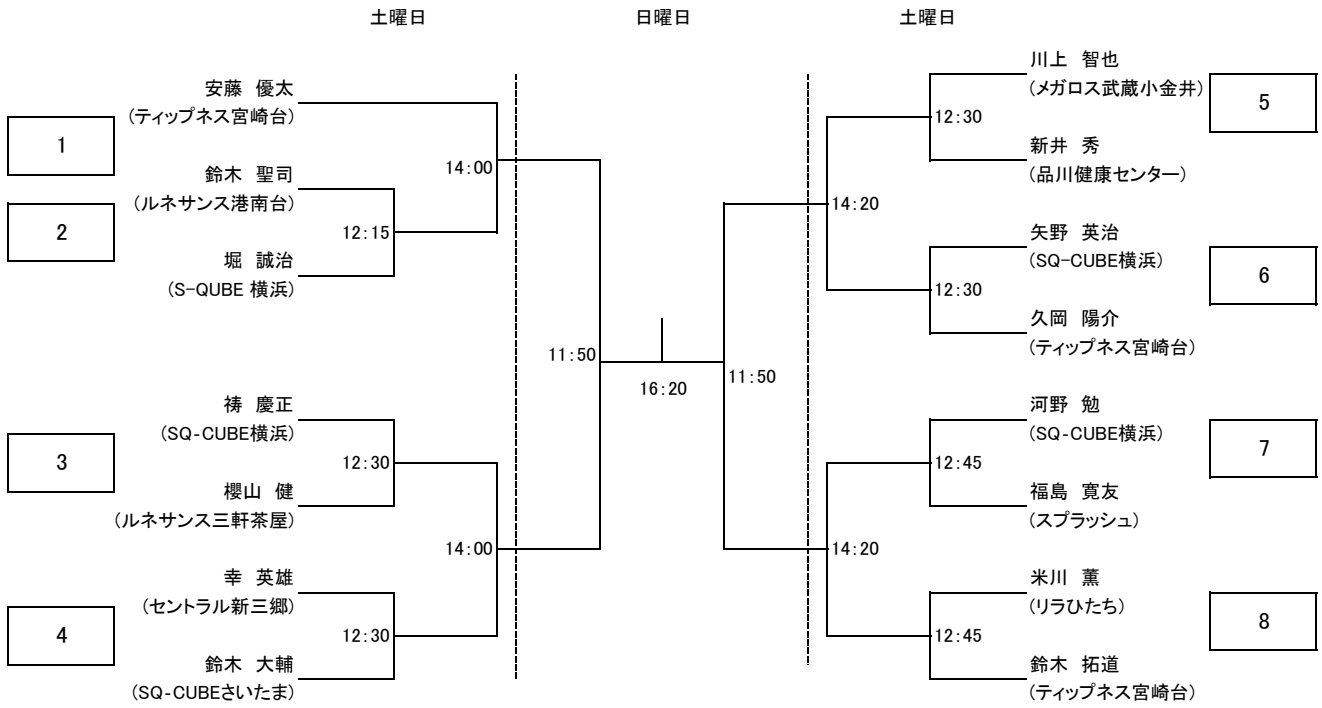 土曜日
日曜日
土曜日
安藤 優太
(ティップネス宮崎台)
1
14:00
鈴木 聖司
(ルネサンス港南台)
2
12:15
堀 誠治
(S-QUBE 横浜)
11:50
16:20
11:50
祷 慶正
(SQ-CUBE横浜)
3
12:30
櫻山 健
(ルネサンス三軒茶屋)
14:00
幸 英雄
(セントラル新三郷)
4
12:30
鈴木 大輔
(SQ-CUBEさいたま)
川上 智也
(メガロス武蔵小金井)
5
12:30
新井 秀
(品川健康センター)
14:20
矢野 英治
(SQ-CUBE横浜)
6
12:30
久岡 陽介
(ティップネス宮崎台)
河野 勉
(SQ-CUBE横浜)
7
12:45
福島 寛友
(スプラッシュ)
14:20
米川 薫
(リラひたち)
8
12:45
鈴木 拓道
(ティップネス宮崎台)